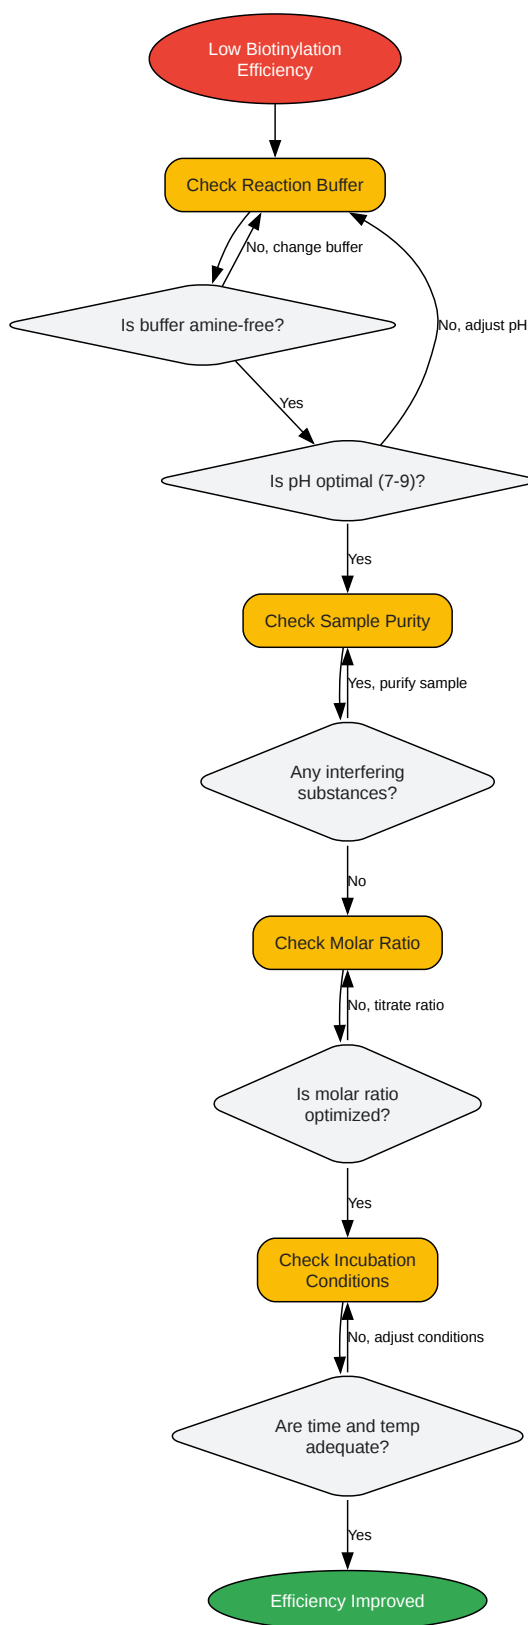 Low Biotinylation
Efficiency
Check Reaction Buffer
No, change buffer
Is buffer amine-free?
No, adjust pH
Yes
Is pH optimal (7-9)?
Yes
Check Sample Purity
Yes, purify sample
Any interfering
substances?
No
Check Molar Ratio
No, titrate ratio
Is molar ratio
optimized?
Yes
Check Incubation
Conditions
No, adjust conditions
Are time and temp
adequate?
Yes
Efficiency Improved